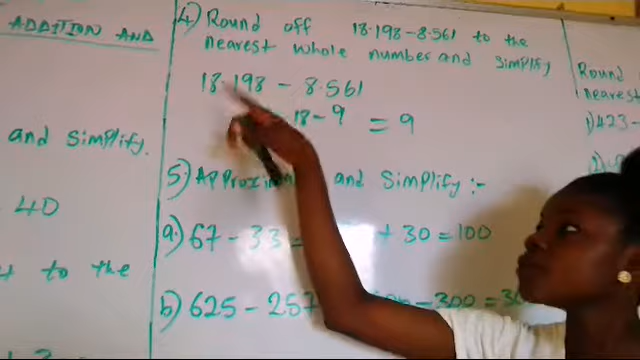 ADDITION AND
and Simplify.
40
to the
4) Round off 18.198-8.561 to the
nearest whole number and simplify
18.198 - 8.561
18-9 = 9
5) and Simplify:-
a) 67-33 = + 30 = 100
b) 625-257 - 300 =
Round
nearest
1) 423-